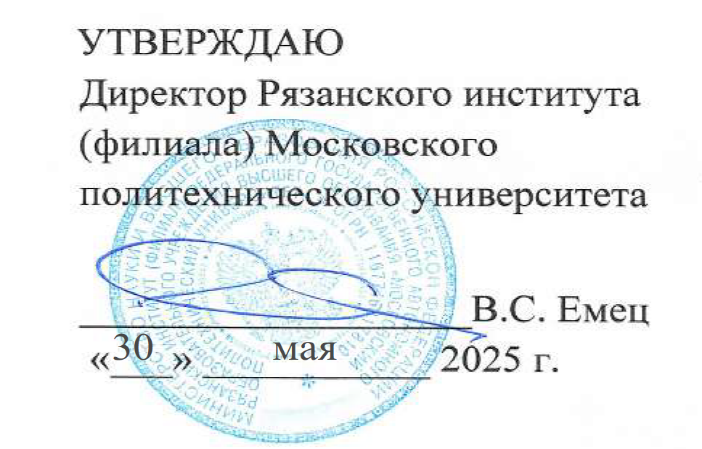 УТВЕРЖДАЮ
Директор Рязанского института
(филиала) Московского
политехнического университета
В.С. Емец
«30» мая 2025 г.